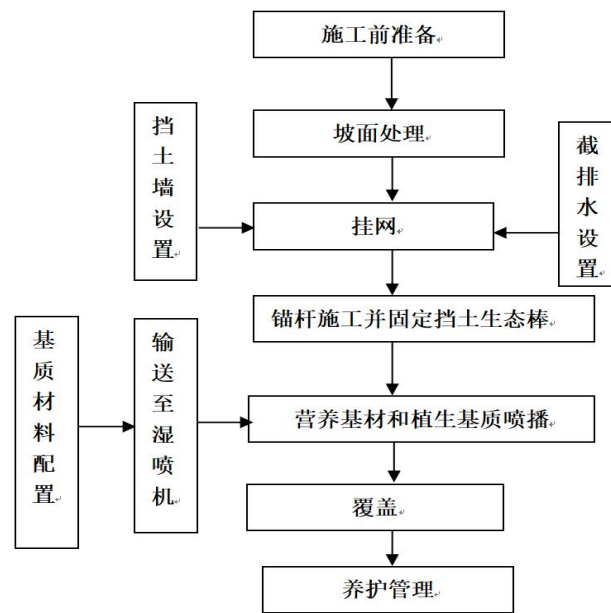 施工前准备
坡面处理
挡土墙设置
截排水设置
挂网
锚杆施工并固定挡土生态棒
基质材料配置
输送至湿喷机
营养基材和植生基质喷播
覆盖
养护管理